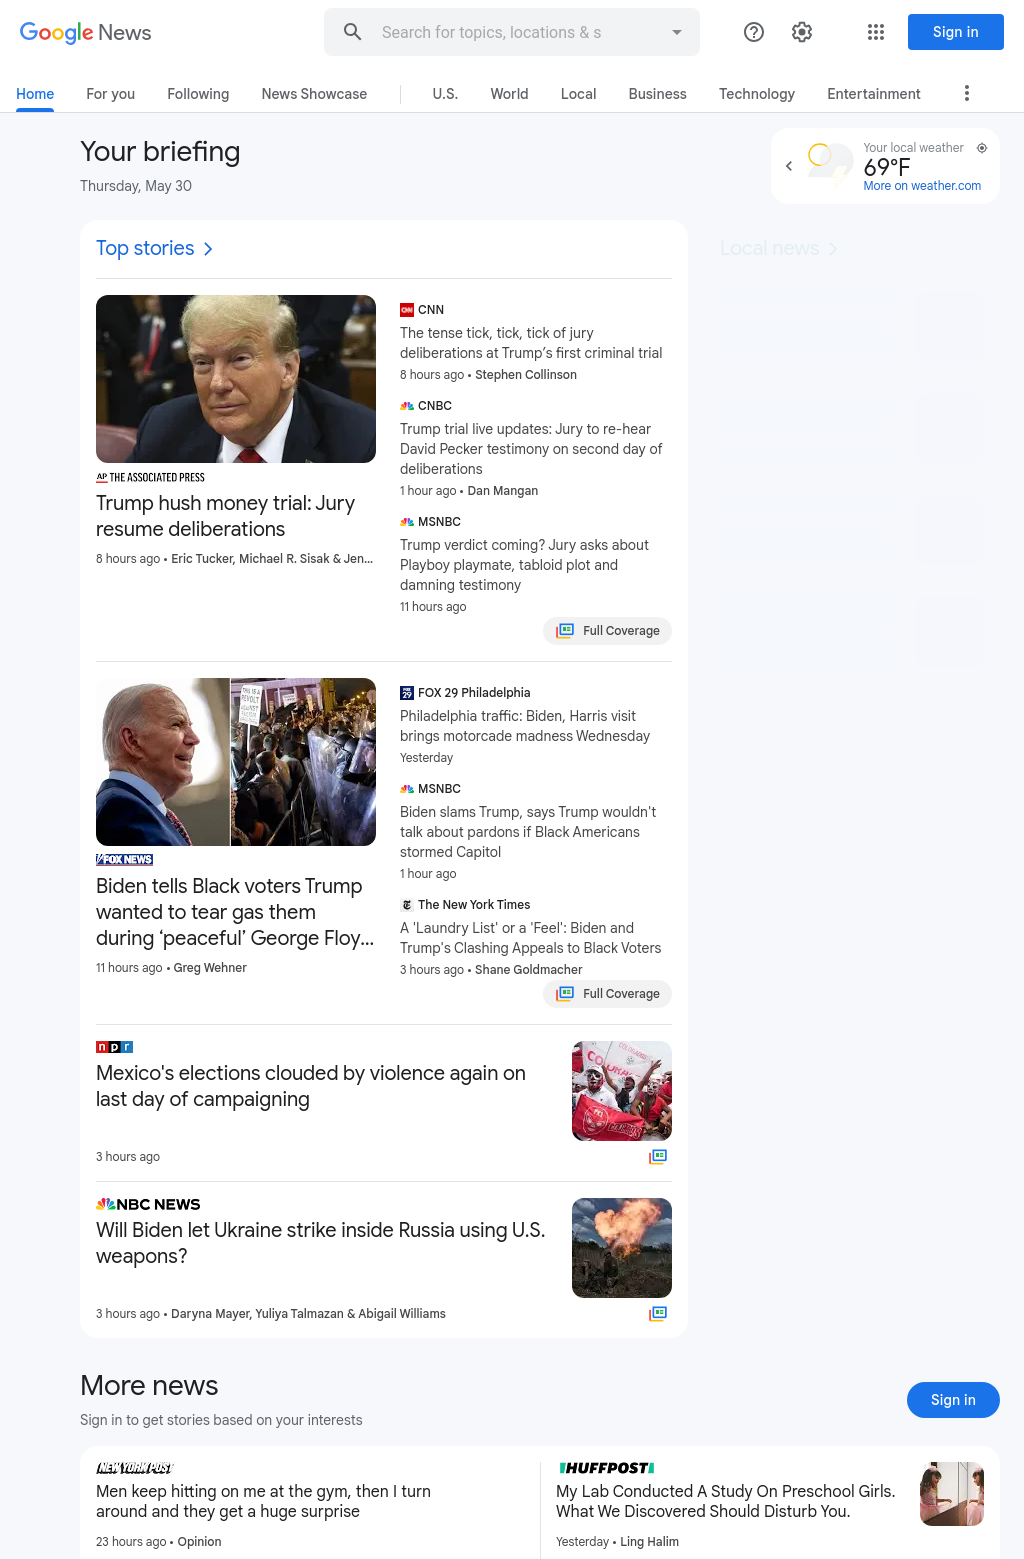 Google News
Search for topics, locations & s
Sign in
Home
For you
Following
News Showcase
U.S.
World
Local
Business
Technology
Entertainment
Your briefing
Thursday, May 30
Your local weather
69°F
More on weather.com
Top stories
Local news
THE ASSOCIATED PRESS
AP
Trump hush money trial: Jury
resume deliberations
8 hours ago • Eric Tucker, Michael R. Sisak & Jen...
CNN
The tense tick, tick, tick of jury
deliberations at Trump’s first criminal trial
8 hours ago • Stephen Collinson
CNBC
Trump trial live updates: Jury to re-hear
David Pecker testimony on second day of
deliberations
1 hour ago • Dan Mangan
MSNBC
Trump verdict coming? Jury asks about
Playboy playmate, tabloid plot and
damning testimony
11 hours ago
Full Coverage
THIS IS A
REVOLT
FOX NEWS
Biden tells Black voters Trump
wanted to tear gas them
during ‘peaceful’ George Floy...
11 hours ago • Greg Wehner
FOX 29 Philadelphia
Philadelphia traffic: Biden, Harris visit
brings motorcade madness Wednesday
Yesterday
MSNBC
Biden slams Trump, says Trump wouldn't
talk about pardons if Black Americans
stormed Capitol
1 hour ago
The New York Times
A 'Laundry List' or a 'Feel': Biden and
Trump's Clashing Appeals to Black Voters
3 hours ago • Shane Goldmacher
Full Coverage
npr
Mexico's elections clouded by violence again on
last day of campaigning
3 hours ago
NBC NEWS
Will Biden let Ukraine strike inside Russia using U.S.
weapons?
3 hours ago • Daryna Mayer, Yuliya Talmazan & Abigail Williams
More news
Sign in to get stories based on your interests
Sign in
NEW YORK POST
Men keep hitting on me at the gym, then I turn
around and they get a huge surprise
23 hours ago • Opinion
HUFFPOST
My Lab Conducted A Study On Preschool Girls.
What We Discovered Should Disturb You.
Yesterday • Ling Halim